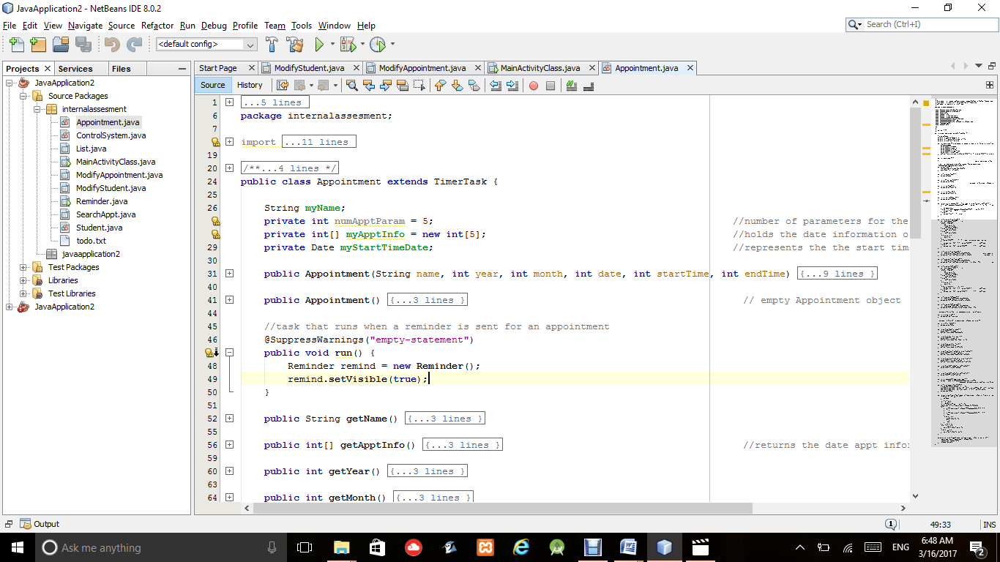 JavaApplication2 - NetBeans IDE 8.0.2
File Edit View Navigate Source Refactor Run Debug Profile Team Tools Window Help
Search (Ctrl+I)
<default config>
Projects Services Files
Start Page ModifyStudent.java ModifyAppointment.java MainActivityClass.java Appointment.java
Source History
JavaApplication2
Source Packages
internalassesment
Appointment.java
ControlSystem.java
List.java
MainActivityClass.java
ModifyAppointment.java
ModifyStudent.java
Reminder.java
SearchAppt.java
Student.java
todo.txt
javaapplication2
Test Packages
Libraries
Test Libraries
JavaApplication2
1 ...5 lines
6 package internalassesment;
7
import ...11 lines
19
20 /**...4 lines */
24 public class Appointment extends TimerTask {
25
26 String myName;
private int numApptParam = 5; //number of parameters for the
private int[] myApptInfo = new int[5]; //holds the date information o
29 private Date myStartTimeDate; //represents the the start tim
30
31 public Appointment(String name, int year, int month, int date, int startTime, int endTime) {...9 lines }
40
41 public Appointment() {...3 lines } // empty Appointment object
44
45 //task that runs when a reminder is sent for an appointment
46 @SuppressWarnings("empty-statement")
public void run() {
48 Reminder remind = new Reminder();
49 remind.setVisible(true);
50 }
51
52 public String getName() {...3 lines }
55
56 public int[] getApptInfo() {...3 lines } //returns the date appt infor
59
60 public int getYear() {...3 lines }
63
64 public int getMonth() {...3 lines }
Output
1
49:33 INS
Ask me anything
ENG
6:48 AM
3/16/2017
2